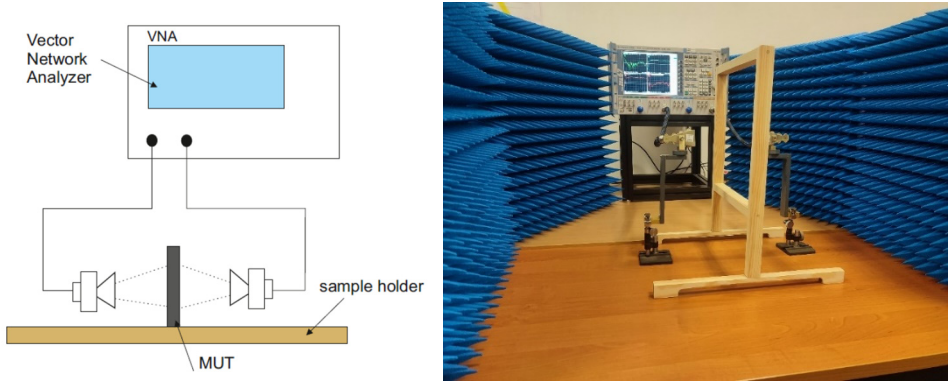 VNA
Vector
Network
Analyzer
sample holder
MUT